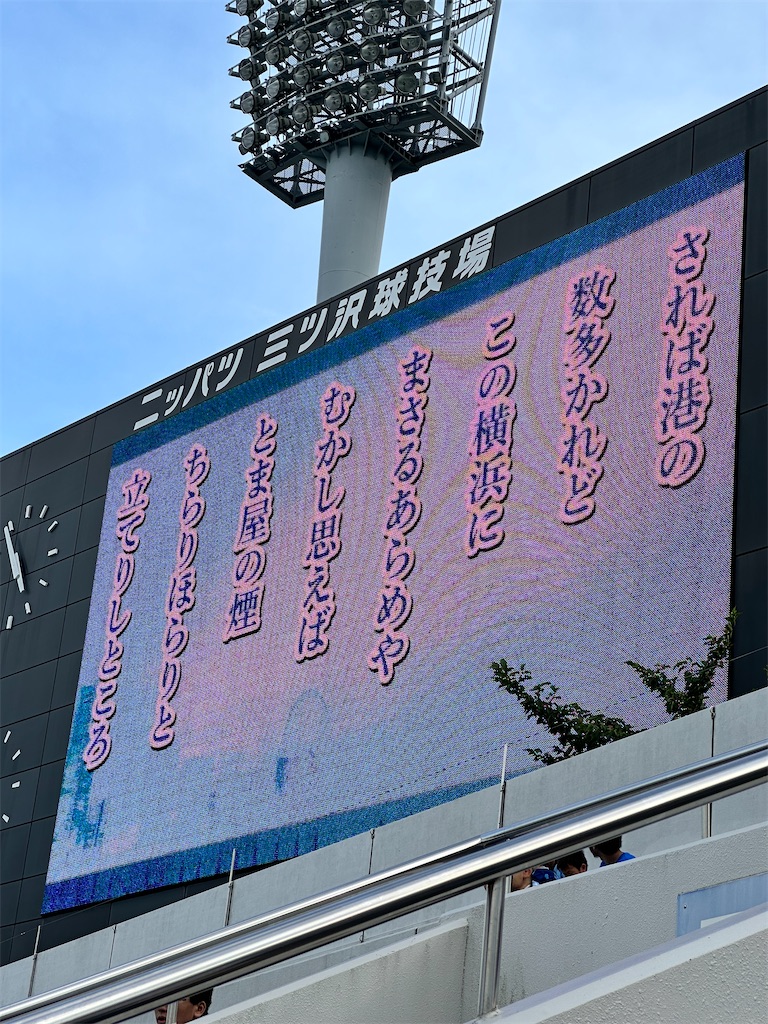 ニッパツ 三ツ沢球技場
されば港の
数多かれど
この横浜に
まさるあらめや
むかし思えば
とま屋の煙
ちらりほらりと
立てりしところ